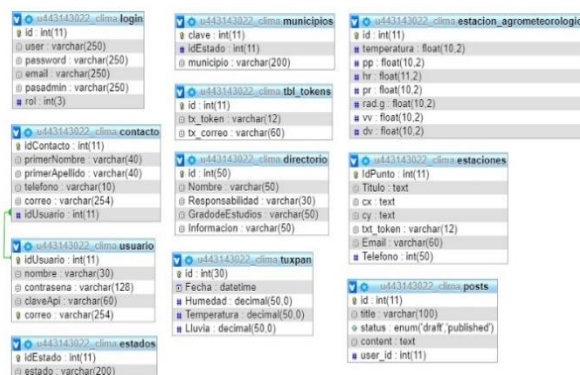 u443143022_clima login
id : int(11)
user : varchar(250)
password : varchar(250)
email : varchar(250)
pasadmin : varchar(250)
rol : int(3)
u443143022_clima contacto
idContacto : int(11)
primerNombre : varchar(40)
primerApellido : varchar(40)
telefono : varchar(10)
correo : varchar(254)
idUsuario : int(11)
u443143022_clima usuario
idUsuario : int(11)
nombre : varchar(30)
contrasena : varchar(128)
claveApi : varchar(60)
correo : varchar(254)
u443143022_clima estados
idEstado : int(11)
estado : varchar(200)
u443143022_clima municipios
clave : int(11)
idEstado : int(11)
municipio : varchar(200)
u443143022_clima tbl_tokens
id : int(11)
tx_token : varchar(12)
tx_correo : varchar(60)
u443143022_clima directorio
id : int(50)
Nombre : varchar(50)
Responsabilidad : varchar(30)
GradodeEstudios : varchar(50)
Informacion : varchar(50)
u443143022_clima tuxpan
id : int(30)
Fecha : datetime
Humedad : decimal(50,0)
Temperatura : decimal(50,0)
Lluvia : decimal(50,0)
u443143022_clima estacion_agrometeorologic
id : int(11)
temperatura : float(10,2)
pp : float(10,2)
hr : float(11,2)
pr : float(10,2)
rad.g : float(10,2)
vv : float(10,2)
dv : float(10,2)
u443143022_clima estaciones
IdPunto : int(11)
Titulo : text
cx : text
cy : text
txt_token : varchar(12)
Email : varchar(60)
Telefono : int(50)
u443143022_clima posts
id : int(11)
title : varchar(100)
status : enum('draft','published')
content : text
user_id : int(11)